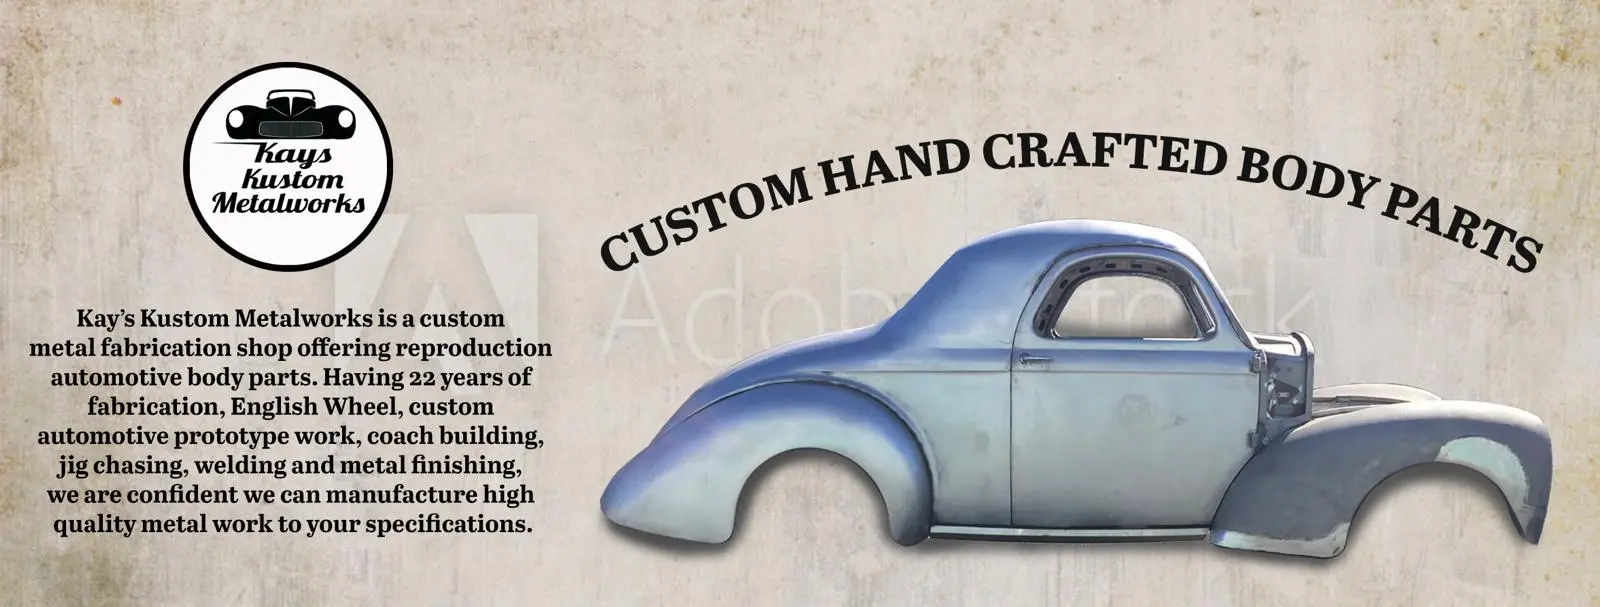 Kays
Kustom
Metalworks
CUSTOM HAND CRAFTED BODY PARTS
Adobe Stock
Kay's Kustom Metalworks is a custom
metal fabrication shop offering reproduction
automotive body parts. Having 22 years of
fabrication, English Wheel, custom
automotive prototype work, coach building,
jig chasing, welding and metal finishing,
we are confident we can manufacture high
quality metal work to your specifications.